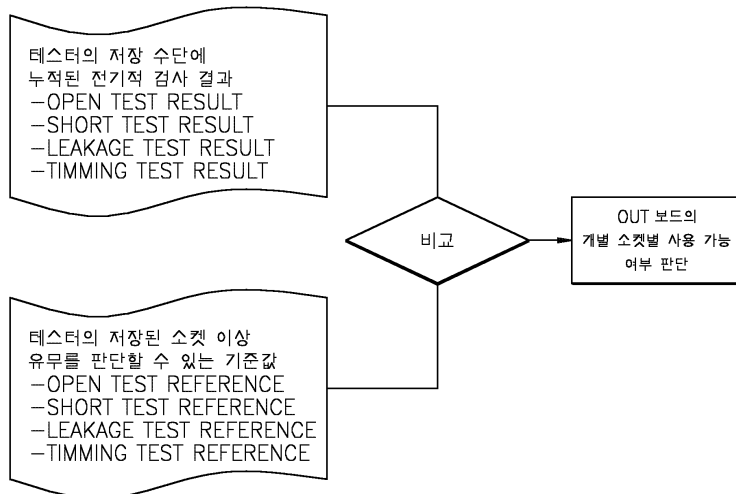 테스터의 저장 수단에
누적된 전기적 검사 결과
-OPEN TEST RESULT
-SHORT TEST RESULT
-LEAKAGE TEST RESULT
-TIMMING TEST RESULT
비교
OUT 보드의
개별 소켓별 사용 가능
여부 판단
테스터의 저장된 소켓 이상
유무를 판단할 수 있는 기준값
-OPEN TEST REFERENCE
-SHORT TEST REFERENCE
-LEAKAGE TEST REFERENCE
-TIMMING TEST REFERENCE